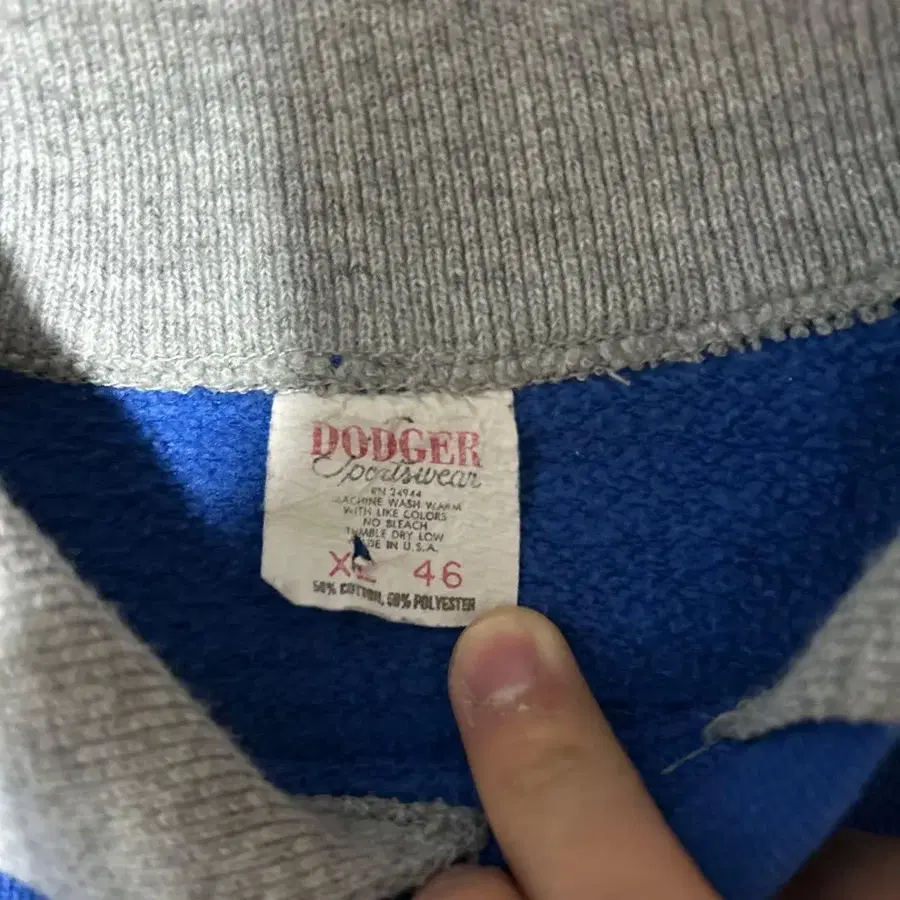 DODGER
Sportswear
RN 24944
MACHINE WASH WARM
WITH LIKE COLORS
NO BLEACH
TUMBLE DRY LOW
MADE IN U.S.A.
XL 46
50% COTTON, 50% POLYESTER